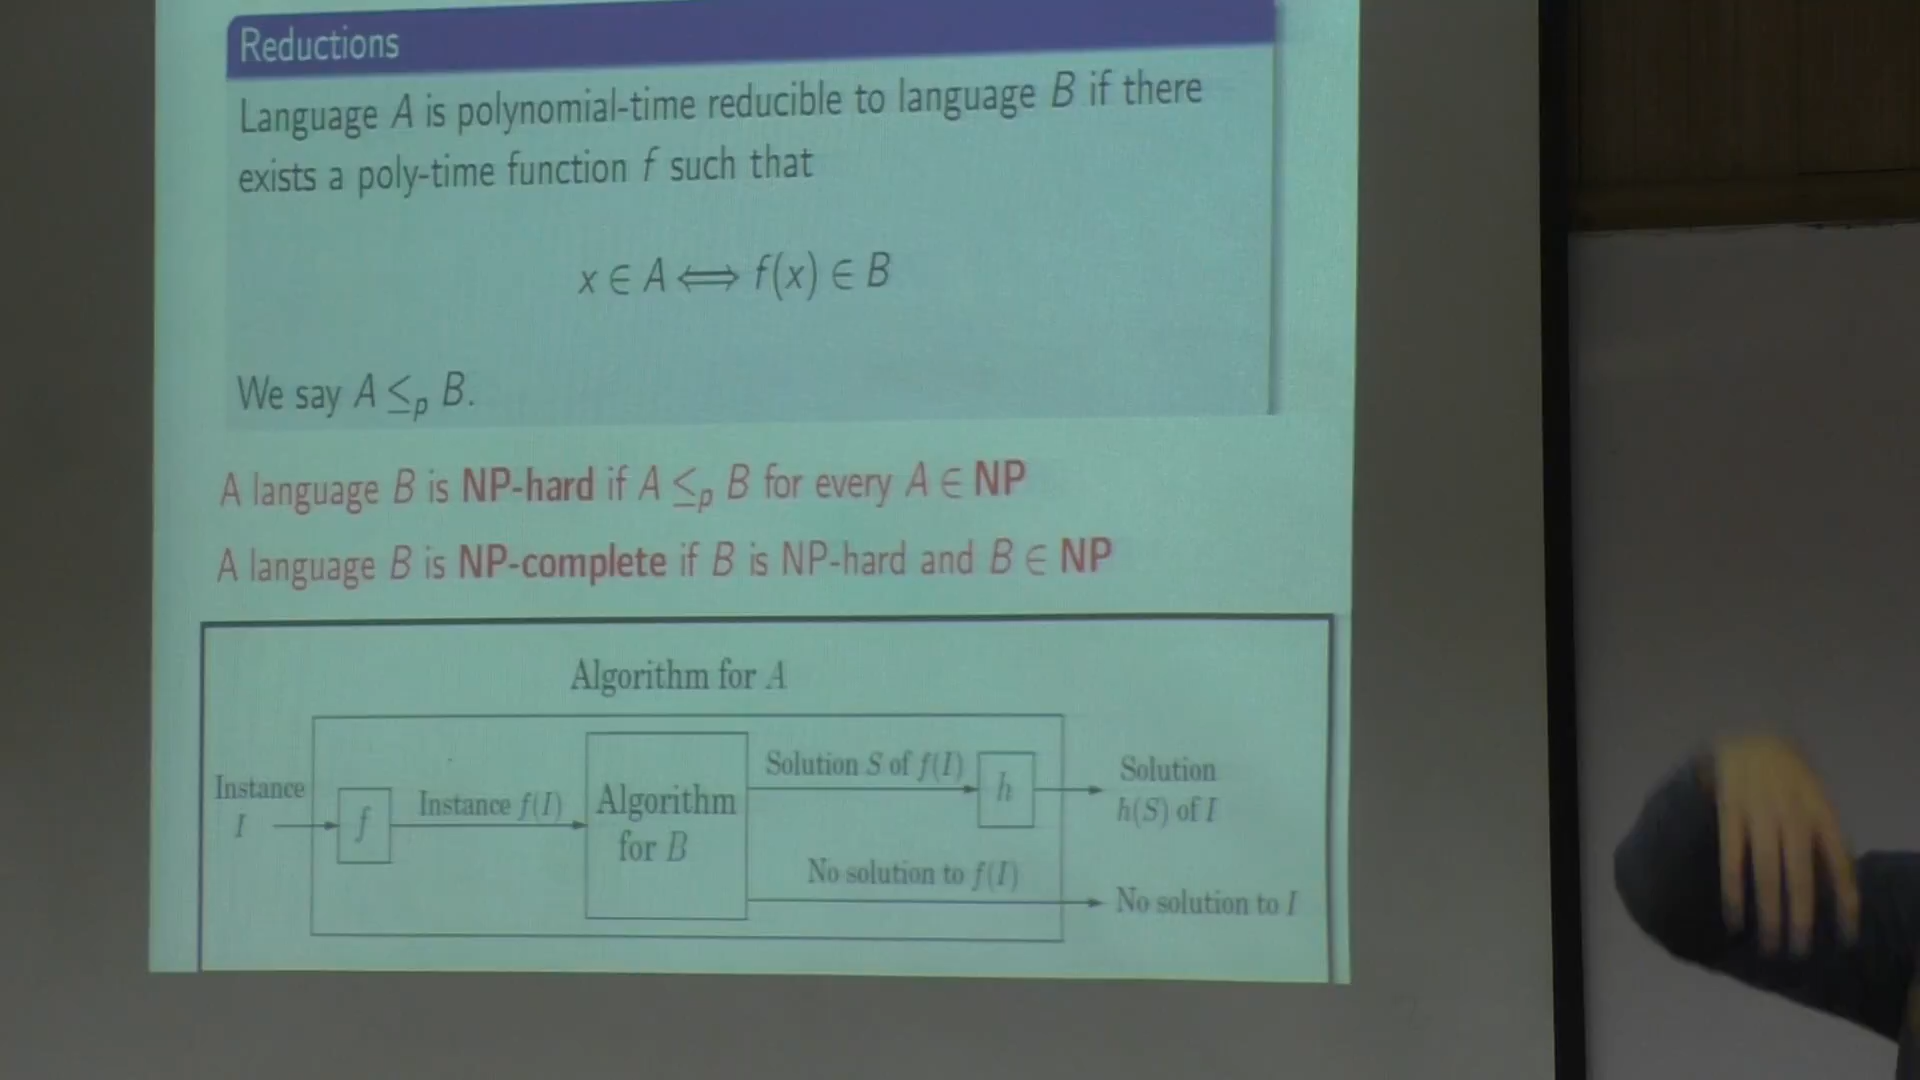 Reductions
Language A is polynomial-time reducible to language B if there
exists a poly-time function f such that
x ∈ A ⟺ f(x) ∈ B
We say A ≤p B.
A language B is NP-hard if A ≤p B for every A ∈ NP
A language B is NP-complete if B is NP-hard and B ∈ NP
Algorithm for A
Instance
I
f
Instance f(I)
Algorithm
for B
Solution S of f(I)
h
Solution
h(S) of I
No solution to f(I)
No solution to I